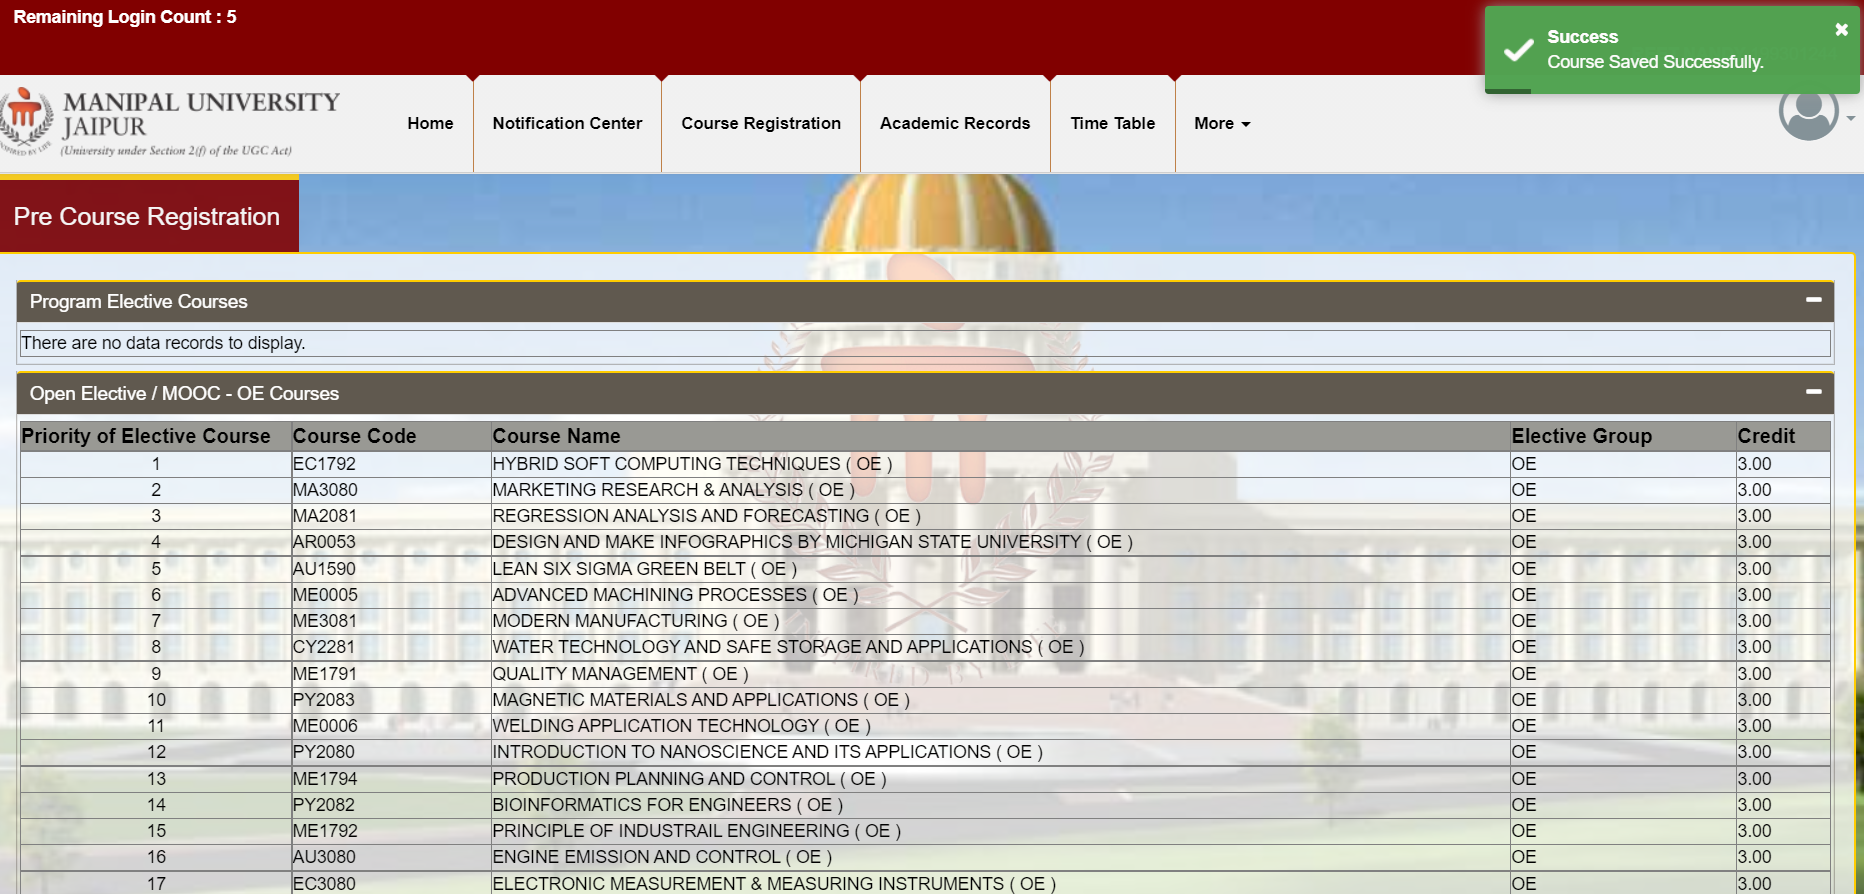 Remaining Login Count : 5
Success
Course Saved Successfully.
MANIPAL UNIVERSITY
JAIPUR
(University under Section 2(f) of the UGC Act)
INSPIRED BY LIFE
Home
Notification Center
Course Registration
Academic Records
Time Table
More
Pre Course Registration
Program Elective Courses
There are no data records to display.
Open Elective / MOOC - OE Courses
Priority of Elective Course Course Code Course Name Elective Group Credit
1 EC1792 HYBRID SOFT COMPUTING TECHNIQUES ( OE ) OE 3.00
2 MA3080 MARKETING RESEARCH & ANALYSIS ( OE ) OE 3.00
3 MA2081 REGRESSION ANALYSIS AND FORECASTING ( OE ) OE 3.00
4 AR0053 DESIGN AND MAKE INFOGRAPHICS BY MICHIGAN STATE UNIVERSITY ( OE ) OE 3.00
5 AU1590 LEAN SIX SIGMA GREEN BELT ( OE ) OE 3.00
6 ME0005 ADVANCED MACHINING PROCESSES ( OE ) OE 3.00
7 ME3081 MODERN MANUFACTURING ( OE ) OE 3.00
8 CY2281 WATER TECHNOLOGY AND SAFE STORAGE AND APPLICATIONS ( OE ) OE 3.00
9 ME1791 QUALITY MANAGEMENT ( OE ) OE 3.00
10 PY2083 MAGNETIC MATERIALS AND APPLICATIONS ( OE ) OE 3.00
11 ME0006 WELDING APPLICATION TECHNOLOGY ( OE ) OE 3.00
12 PY2080 INTRODUCTION TO NANOSCIENCE AND ITS APPLICATIONS ( OE ) OE 3.00
13 ME1794 PRODUCTION PLANNING AND CONTROL ( OE ) OE 3.00
14 PY2082 BIOINFORMATICS FOR ENGINEERS ( OE ) OE 3.00
15 ME1792 PRINCIPLE OF INDUSTRAIL ENGINEERING ( OE ) OE 3.00
16 AU3080 ENGINE EMISSION AND CONTROL ( OE ) OE 3.00
17 EC3080 ELECTRONIC MEASUREMENT & MEASURING INSTRUMENTS ( OE ) OE 3.00